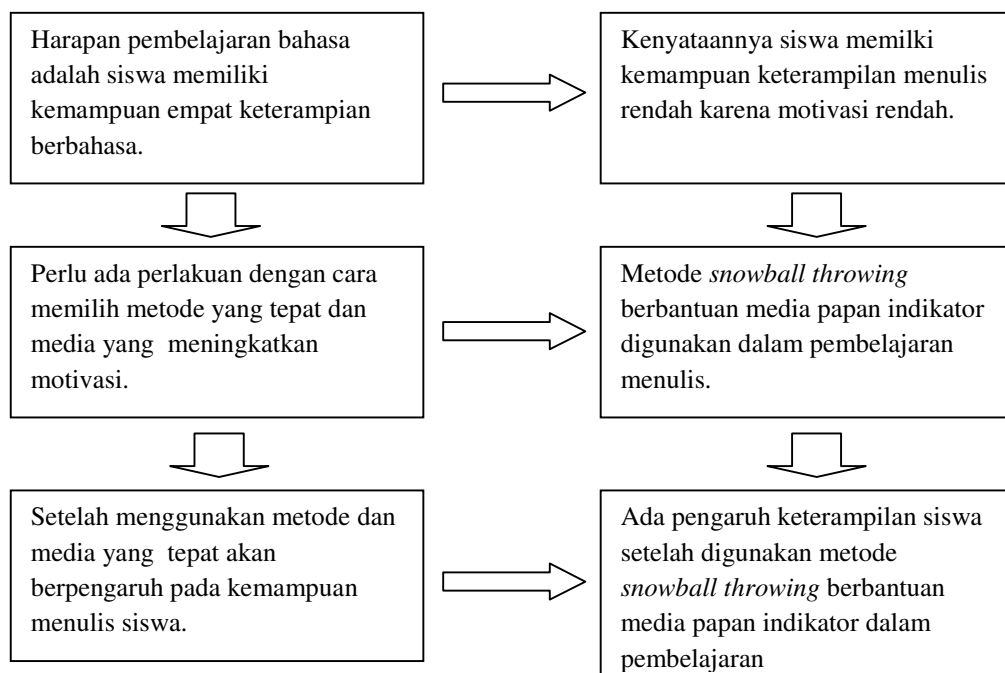 Harapan pembelajaran bahasa
adalah siswa memiliki
kemampuan empat keterampian
berbahasa.
Kenyataannya siswa memilki
kemampuan keterampilan menulis
rendah karena motivasi rendah.
Perlu ada perlakuan dengan cara
memilih metode yang tepat dan
media yang  meningkatkan
motivasi.
Metode snowball throwing
berbantuan media papan indikator
digunakan dalam pembelajaran
menulis.
Setelah menggunakan metode dan
media yang  tepat akan
berpengaruh pada kemampuan
menulis siswa.
Ada pengaruh keterampilan siswa
setelah digunakan metode
snowball throwing berbantuan
media papan indikator dalam
pembelajaran